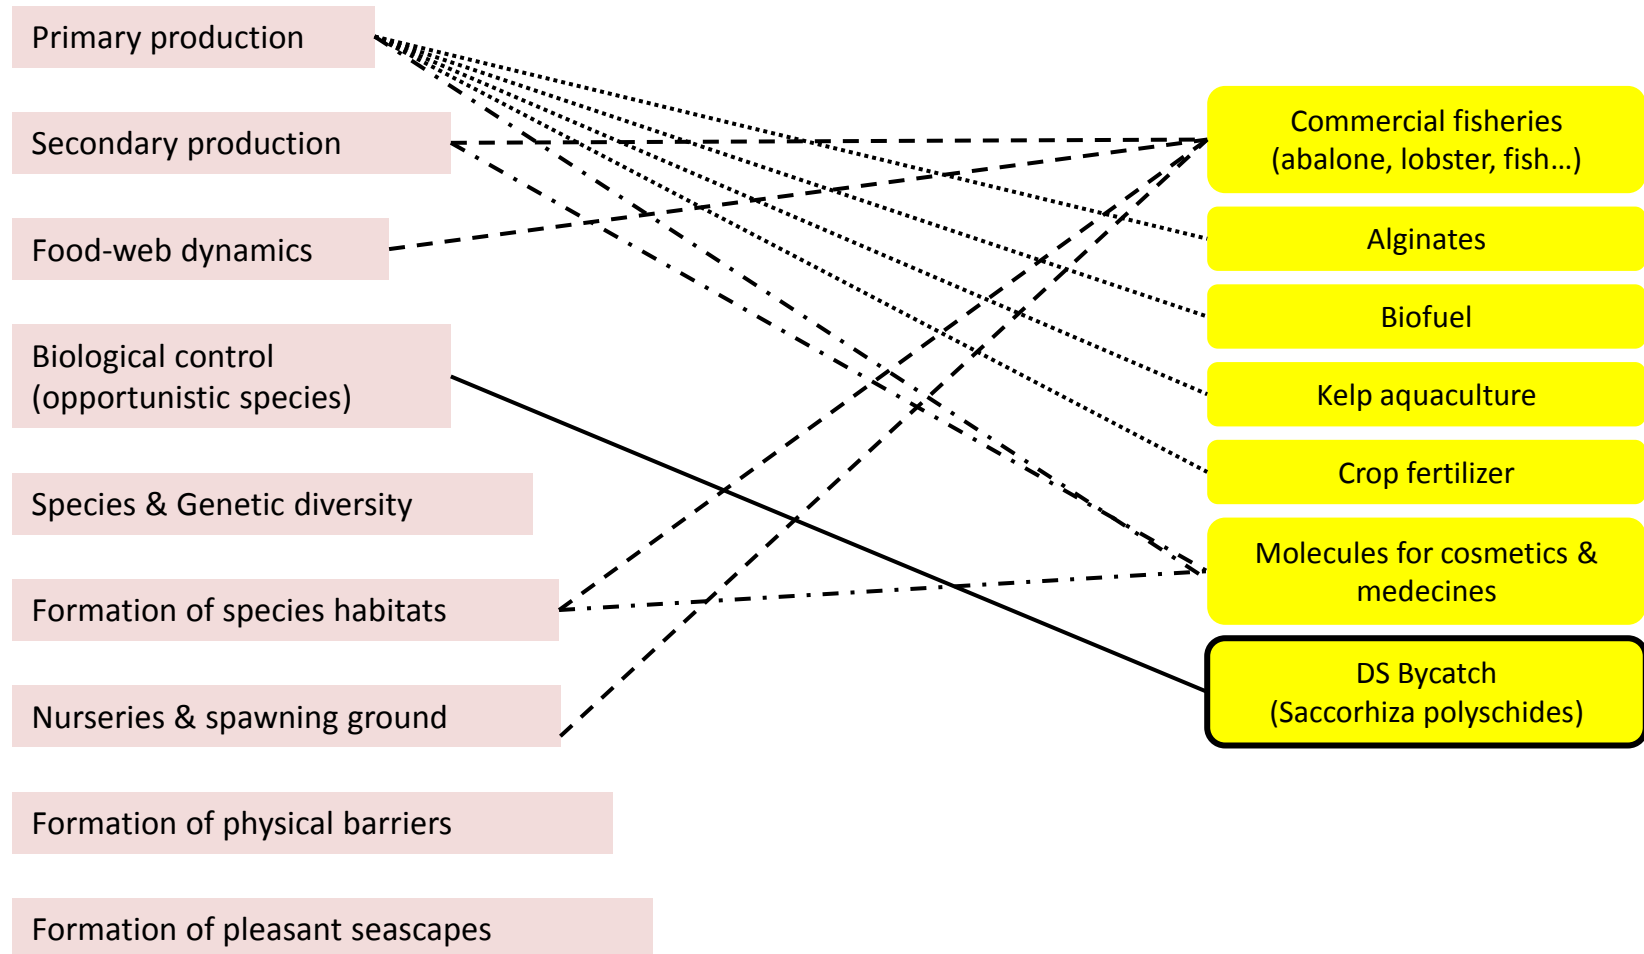 Primary production
Secondary production
Food-web dynamics
Biological control
(opportunistic species)
Species & Genetic diversity
Formation of species habitats
Nurseries & spawning ground
Formation of physical barriers
Formation of pleasant seascapes
Commercial fisheries
(abalone, lobster, fish...)
Alginates
Biofuel
Kelp aquaculture
Crop fertilizer
Molecules for cosmetics &
medecines
DS Bycatch
(Saccorhiza polyschides)